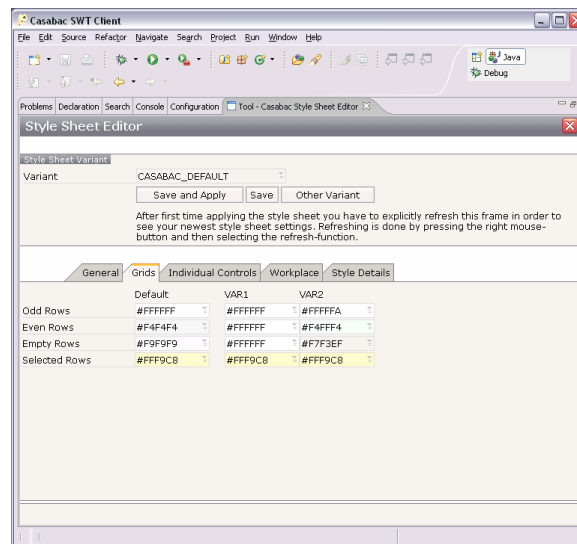 Casabac SWT Client
File Edit Source Refactor Navigate Search Project Run Window Help
Java
Debug
Problems Declaration Search Console Configuration Tool - Casabac Style Sheet Editor
Style Sheet Editor
Style Sheet Variant
Variant CASABAC_DEFAULT
Save and Apply Save Other Variant
After first time applying the style sheet you have to explicitly refresh this frame in order to
see your newest style sheet settings. Refreshing is done by pressing the right mouse-
button and then selecting the refresh-function.
General Grids Individual Controls Workplace Style Details
Default VAR1 VAR2
Odd Rows #FFFFFF #FFFFFF #FFFFFA
Even Rows #F4F4F4 #FFFFFF #F4FFF4
Empty Rows #F9F9F9 #FFFFFF #F7F3EF
Selected Rows #FFF9C8 #FFF9C8 #FFF9C8